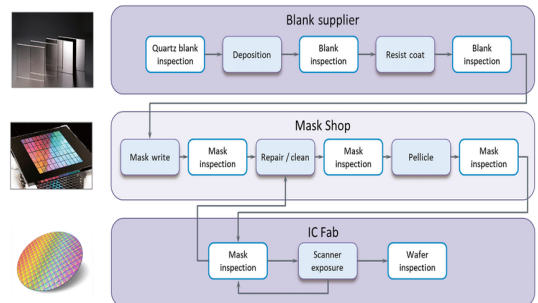 Blank supplier
Quartz blank
inspection
Deposition
Blank
inspection
Resist coat
Blank
inspection
Mask Shop
Mask write
Mask
inspection
Repair / clean
Mask
inspection
Pellicle
Mask
inspection
IC Fab
Mask
inspection
Scanner
exposure
Wafer
inspection